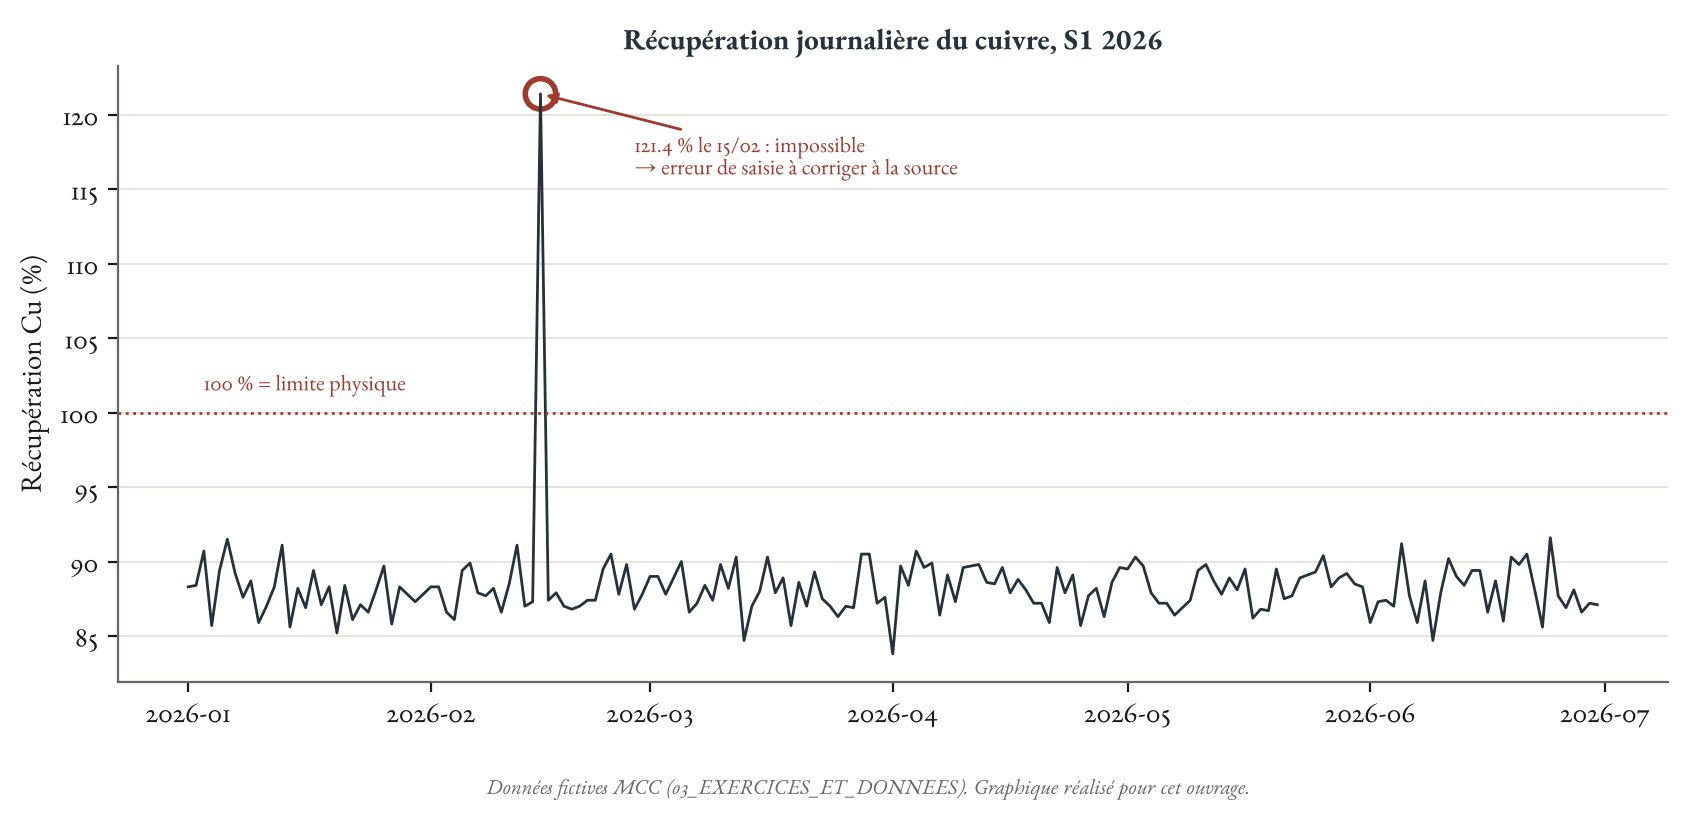 Récupération journalière du cuivre, S1 2026
Récupération Cu (%)
120
115
110
105
100
95
90
85
121.4 % le 15/02 : impossible
→ erreur de saisie à corriger à la source
100 % = limite physique
2026-01
2026-02
2026-03
2026-04
2026-05
2026-06
2026-07
Données fictives MCC (03_EXERCICES_ET_DONNEES). Graphique réalisé pour cet ouvrage.